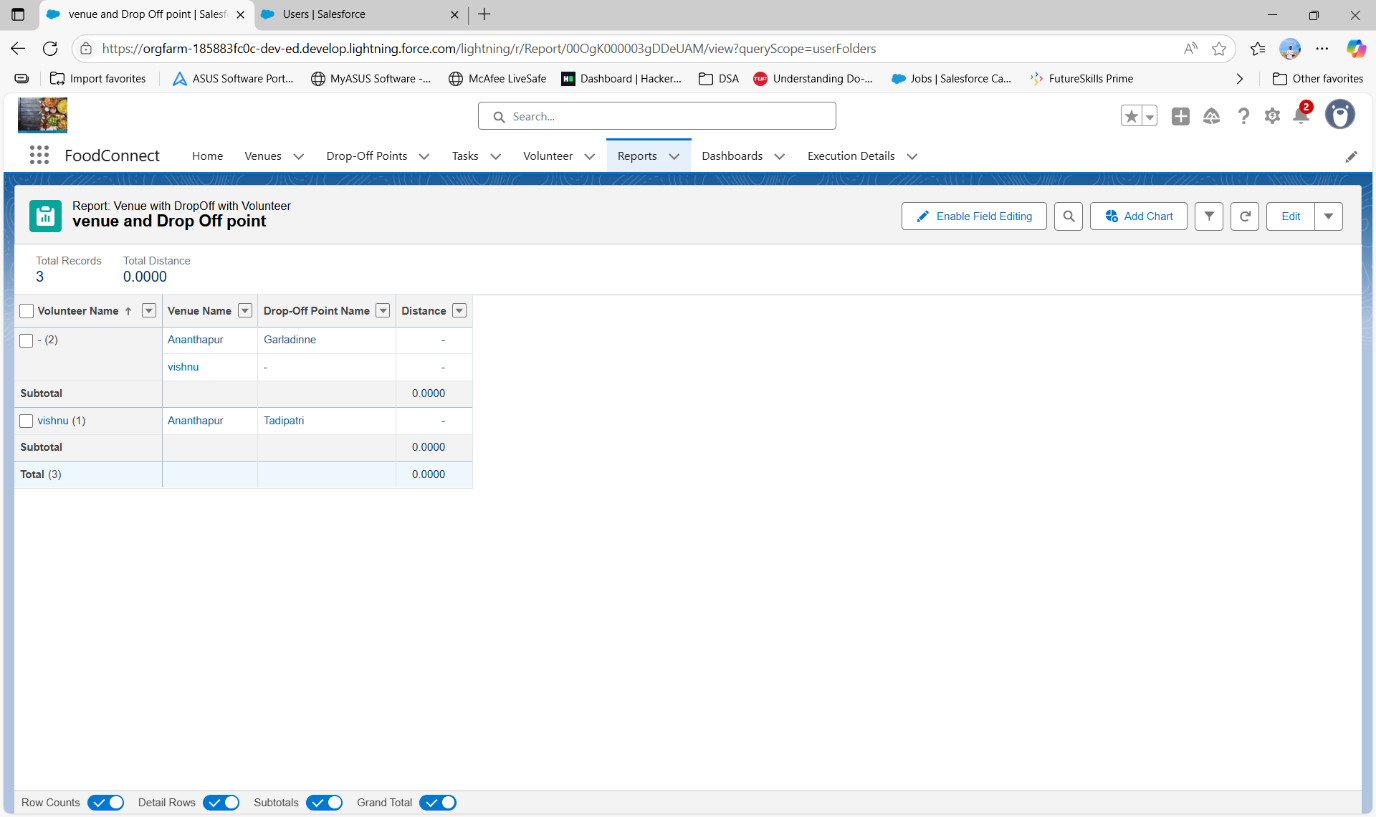 venue and Drop Off point | Salesf
Users | Salesforce
https://orgfarm-185883fc0c-dev-ed.develop.lightning.force.com/lightning/r/Report/00OgK000003gDDeUAM/view?queryScope=userFolders
Import favorites
ASUS Software Port...
MyASUS Software -...
McAfee LiveSafe
Dashboard | Hacker...
DSA
Understanding Do-...
Jobs | Salesforce Ca...
FutureSkills Prime
Other favorites
Search...
2
FoodConnect
Home
Venues
Drop-Off Points
Tasks
Volunteer
Reports
Dashboards
Execution Details
Report: Venue with DropOff with Volunteer
venue and Drop Off point
Enable Field Editing
Add Chart
Edit
Total Records
Total Distance
3
0.0000
Volunteer Name ↑ Venue Name Drop-Off Point Name Distance
- (2) Ananthapur Garladinne -
vishnu - -
Subtotal 0.0000
vishnu (1) Ananthapur Tadipatri -
Subtotal 0.0000
Total (3) 0.0000
Row Counts
Detail Rows
Subtotals
Grand Total